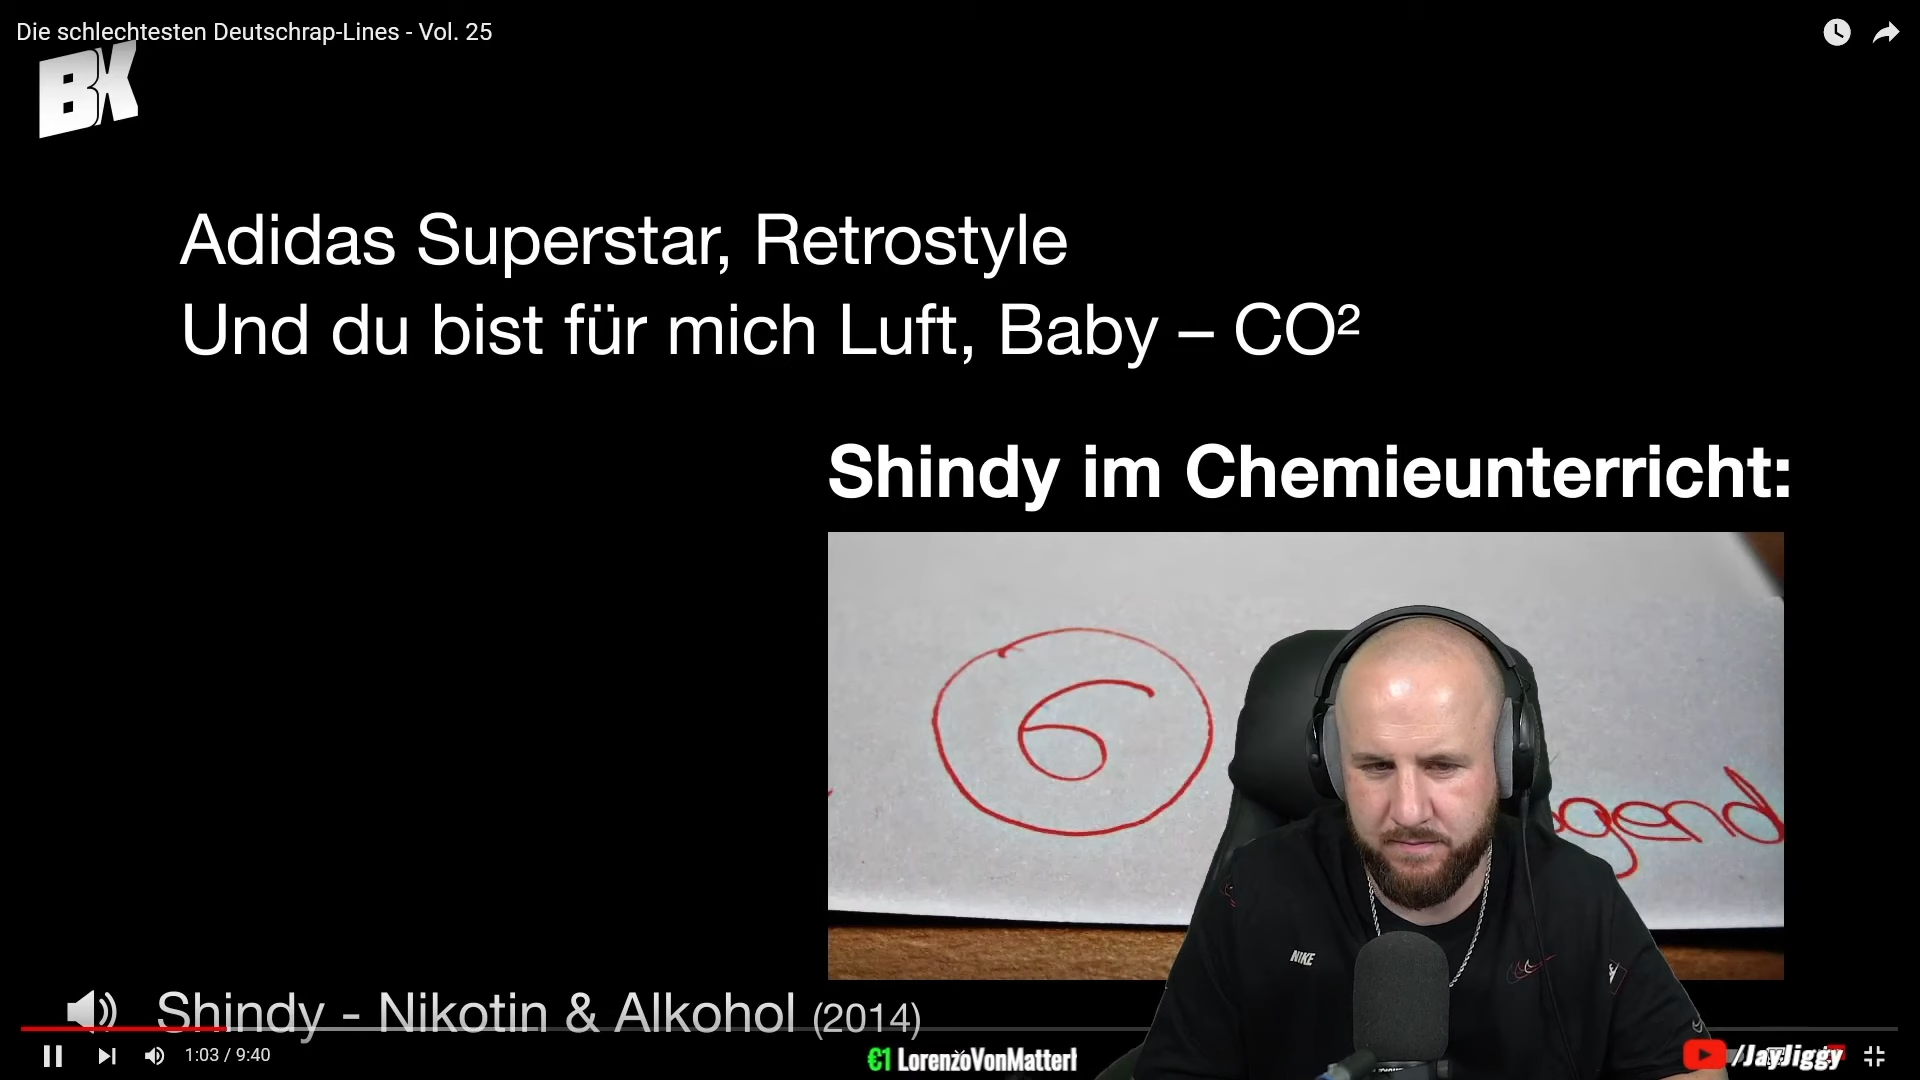 Die schlechtesten Deutschrap-Lines - Vol. 25
BK
Adidas Superstar, Retrostyle
Und du bist für mich Luft, Baby – CO²
Shindy im Chemieunterricht:
6
NIKE
Shindy - Nikotin & Alkohol (2014)
1:03 / 9:40
€1 LorenzoVonMatterh
/JayJiggy